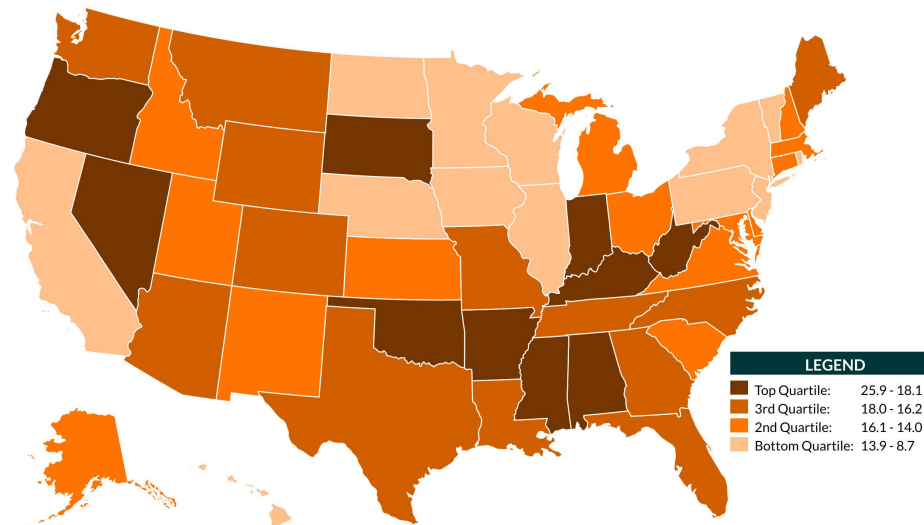 LEGEND
Top Quartile: 25.9 - 18.1
3rd Quartile: 18.0 - 16.2
2nd Quartile: 16.1 - 14.0
Bottom Quartile: 13.9 - 8.7